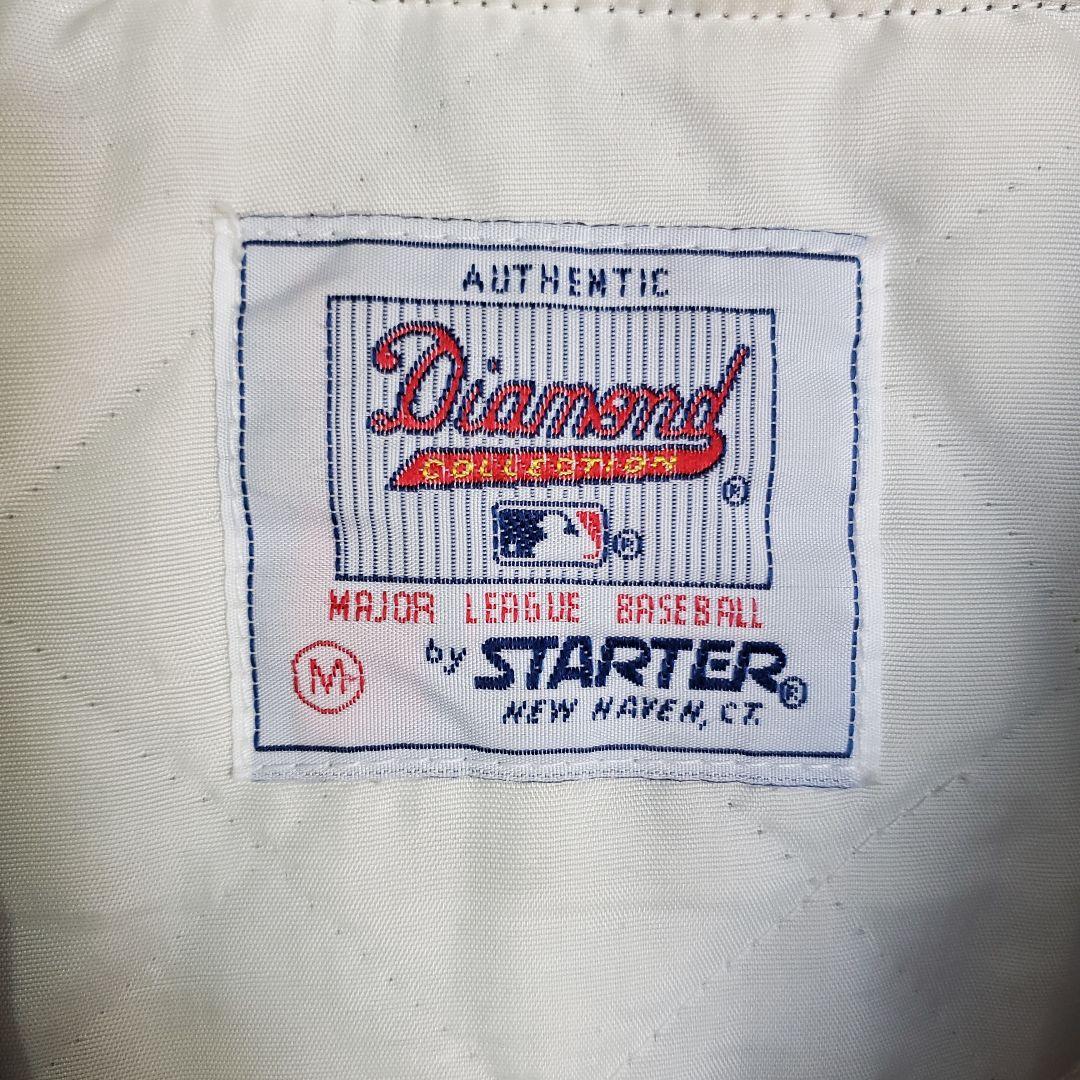 AUTHENTIC
Diamond
COLLECTION
®
®
MAJOR LEAGUE BASEBALL
M by STARTER®
NEW HAVEN, CT.